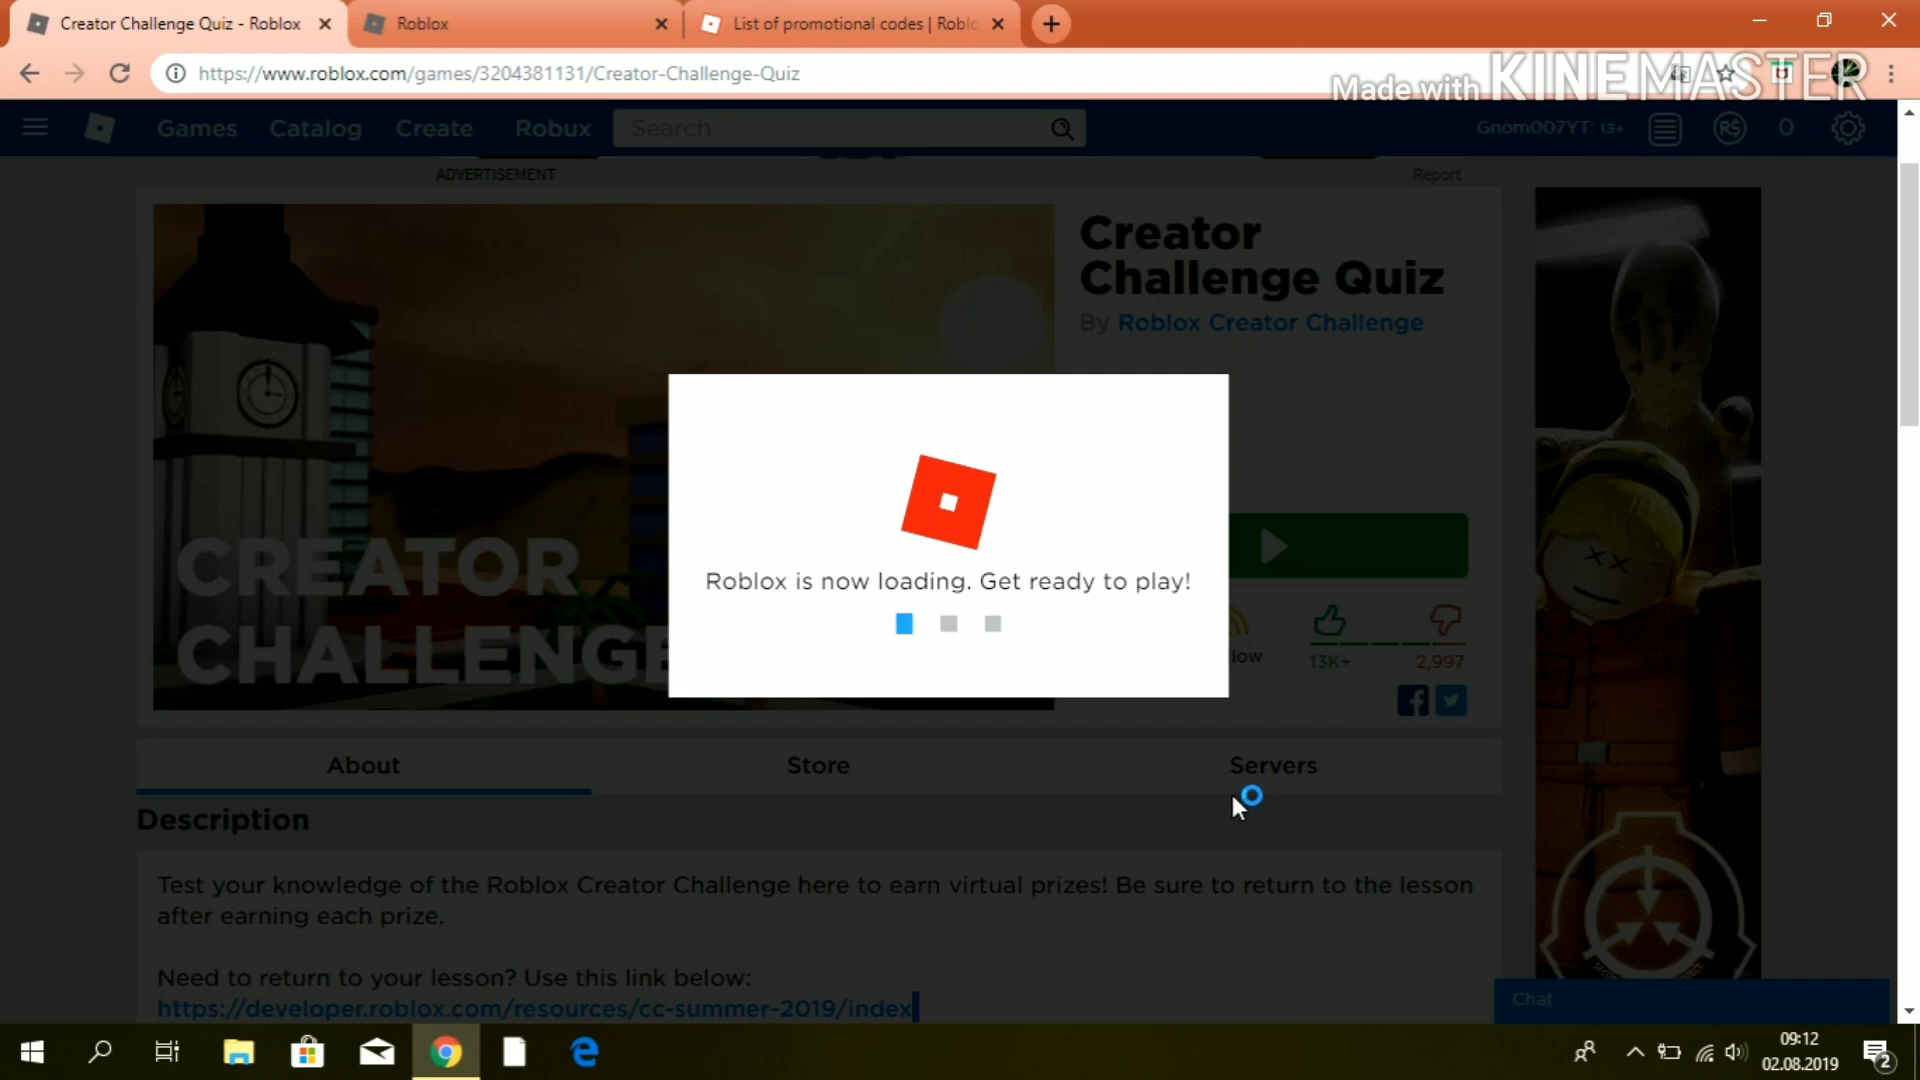 Creator Challenge Quiz - Roblox
Roblox
List of promotional codes | Roblo
https://www.roblox.com/games/3204381131/Creator-Challenge-Quiz
Made with KINEMASTER
Games Catalog Create Robux Search Gnom007YT: 13+ 0
ADVERTISEMENT
Report
Creator
Challenge Quiz
By Roblox Creator Challenge
CREATOR
CHALLENGE
Roblox is now loading. Get ready to play!
llow
13K+
2,997
About Store Servers
Description
Test your knowledge of the Roblox Creator Challenge here to earn virtual prizes! Be sure to return to the lesson
after earning each prize.
Need to return to your lesson? Use this link below:
https://developer.roblox.com/resources/cc-summer-2019/index
Chat
09:12
02.08.2019
2